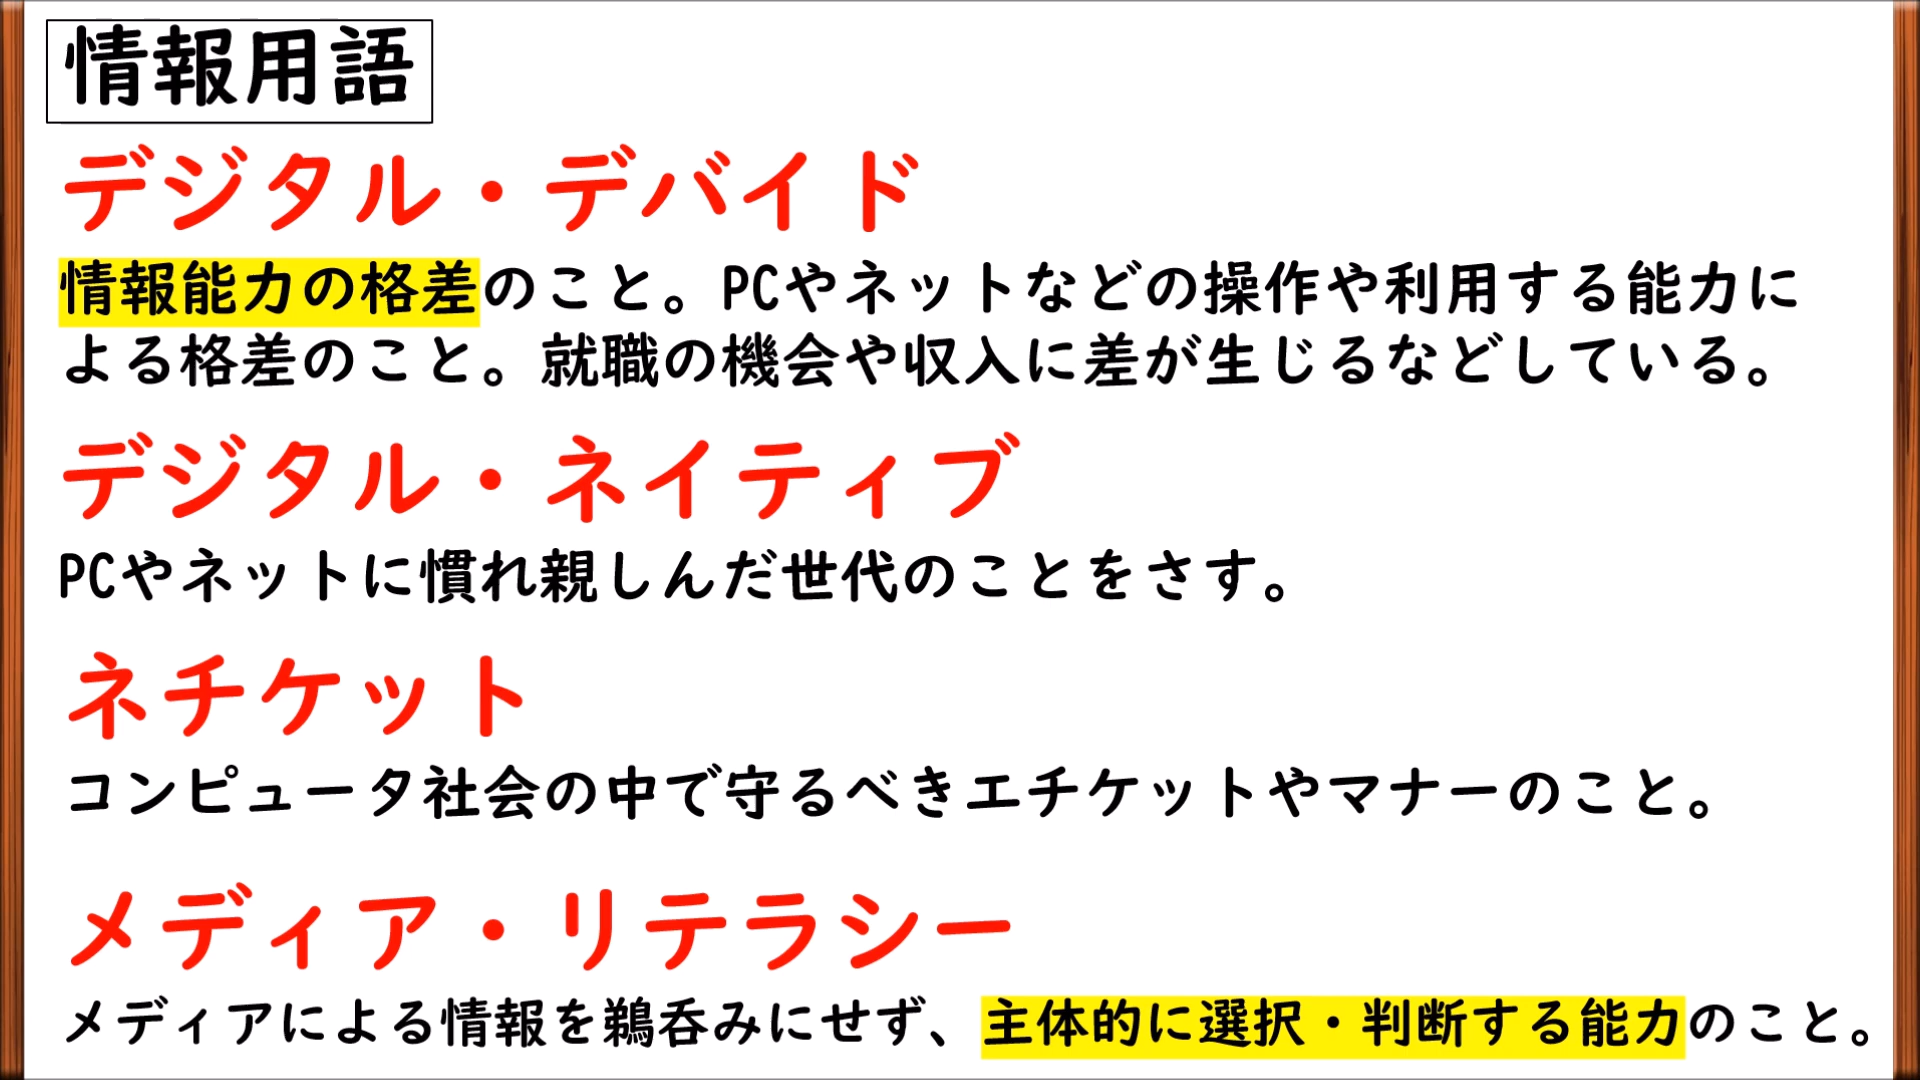 情報用語
デジタル・デバイド
情報能力の格差のこと。PCやネットなどの操作や利用する能力に
よる格差のこと。就職の機会や収入に差が生じるなどしている。
デジタル・ネイティブ
PCやネットに慣れ親しんだ世代のことをさす。
ネチケット
コンピュータ社会の中で守るべきエチケットやマナーのこと。
メディア・リテラシー
メディアによる情報を鵜呑みにせず、主体的に選択・判断する能力のこと。